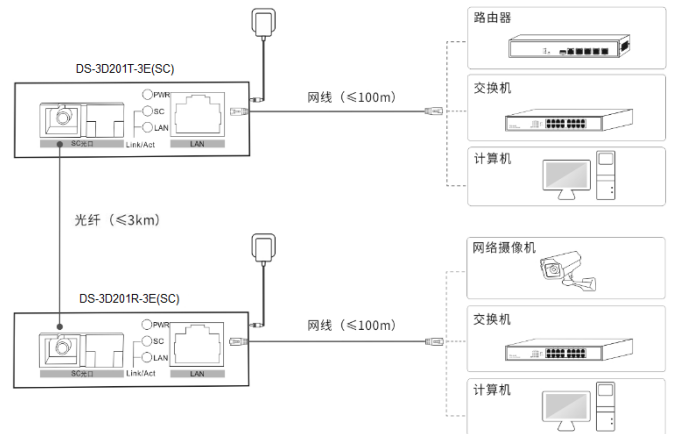 路由器
DS-3D201T-3E(SC)
交换机
PWR
SC
LAN
网线（≤100m）
SC光口
Link/Act
LAN
计算机
光纤（≤3km）
网络摄像机
DS-3D201R-3E(SC)
PWR
SC
LAN
网线（≤100m）
交换机
SC光口
Link/Act
LAN
计算机